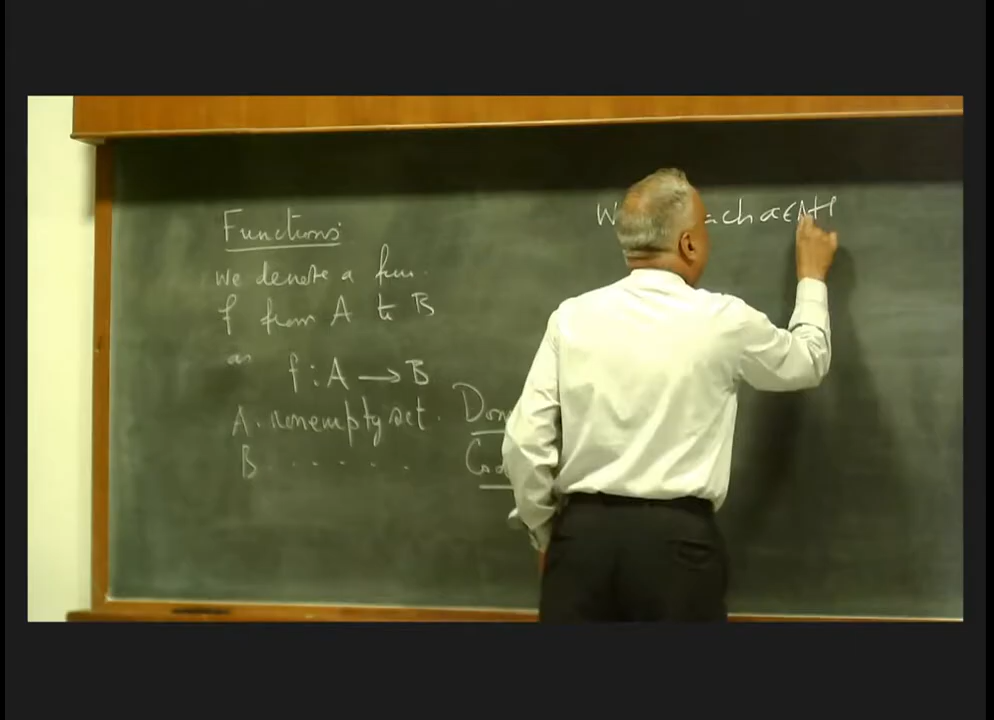 Functions:
we denote a fun.
f from A to B
as
f : A → B
A. nonempty set.
B. . . . . .